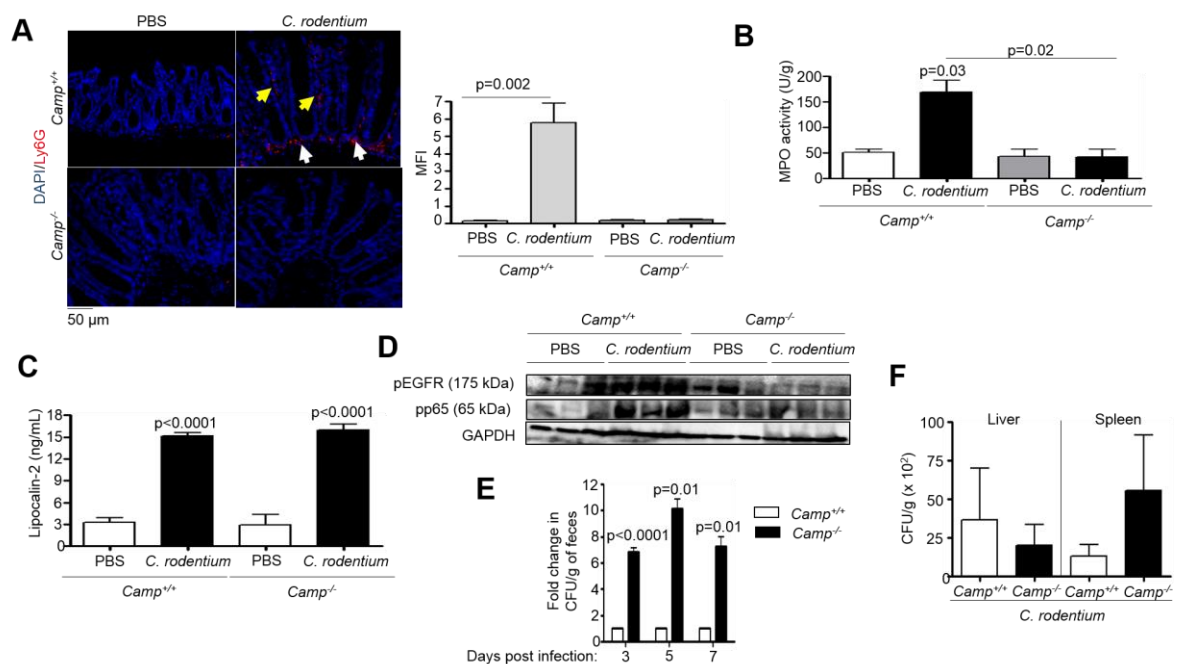 A
PBS
C. rodentium
Camp+/+
Camp-/-
DAPI/Ly6G
50 µm
p=0.002
MFI
7
6
5
4
3
2
1
0
PBS
C. rodentium
PBS
C. rodentium
Camp+/+
Camp-/-
B
p=0.02
p=0.03
MPO activity (U/g)
200
150
100
50
0
PBS
C. rodentium
PBS
C. rodentium
Camp+/+
Camp-/-
C
p<0.0001
p<0.0001
Lipocalin-2 (ng/mL)
18
15
12
9
6
3
0
PBS
C. rodentium
PBS
C. rodentium
Camp+/+
Camp-/-
D
Camp+/+
Camp-/-
PBS
C. rodentium
PBS
C. rodentium
pEGFR (175 kDa)
pp65 (65 kDa)
GAPDH
E
Fold change in
CFU/g of feces
12
10
8
6
4
2
0
p<0.0001
p=0.01
p=0.01
Camp+/+
Camp-/-
Days post infection:
3
5
7
F
Liver
Spleen
CFU/g (x 10²)
100
75
50
25
0
Camp+/+
Camp-/-
Camp+/+
Camp-/-
C. rodentium